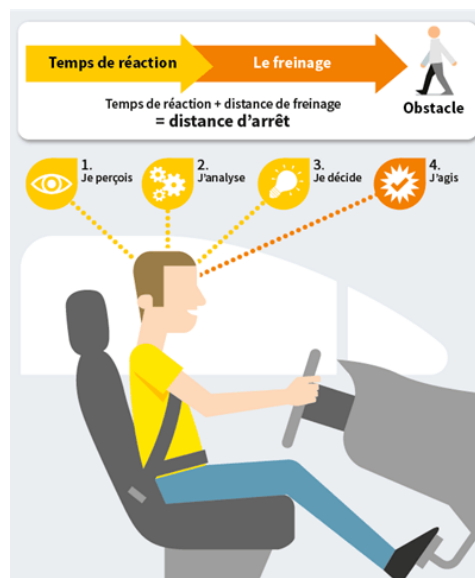 Temps de réaction
Le freinage
Temps de réaction + distance de freinage
= distance d'arrêt
Obstacle
1.
Je perçois
2.
J'analyse
3.
Je décide
4.
J'agis